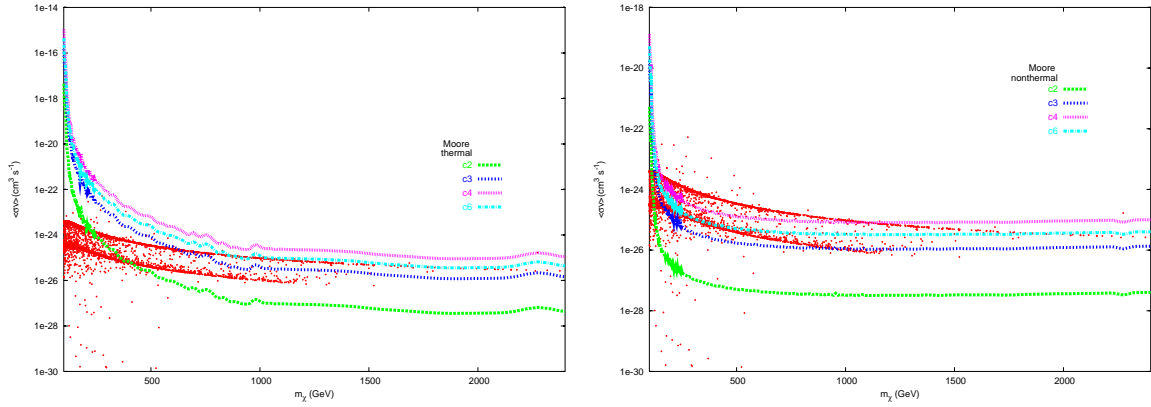 1e-14
1e-16
1e-18
1e-20
1e-22
1e-24
1e-26
1e-28
1e-30
<σv> (cm³ s⁻¹)
500
1000
1500
2000
mχ (GeV)
Moore
thermal
c2
c3
c4
c6
1e-18
1e-20
1e-22
1e-24
1e-26
1e-28
1e-30
<σv> (cm³ s⁻¹)
500
1000
1500
2000
mχ (GeV)
Moore
nonthermal
c2
c3
c4
c6